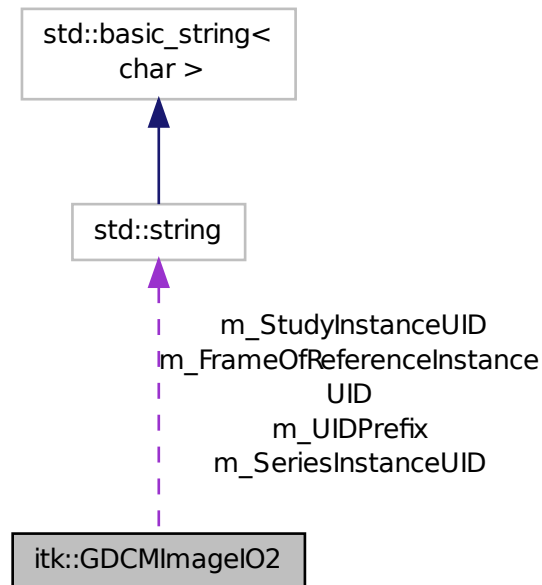 std::basic_string<
char >
std::string
m_StudyInstanceUID
m_FrameOfReferenceInstance
UID
m_UIDPrefix
m_SeriesInstanceUID
itk::GDCMImageIO2